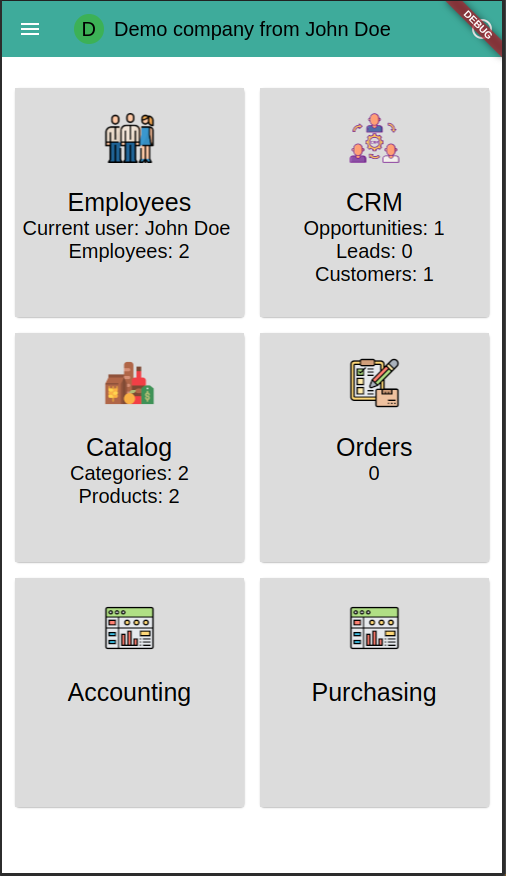 D Demo company from John Doe
DEBUG
Employees
Current user: John Doe
Employees: 2
CRM
Opportunities: 1
Leads: 0
Customers: 1
Catalog
Categories: 2
Products: 2
Orders
0
Accounting
Purchasing